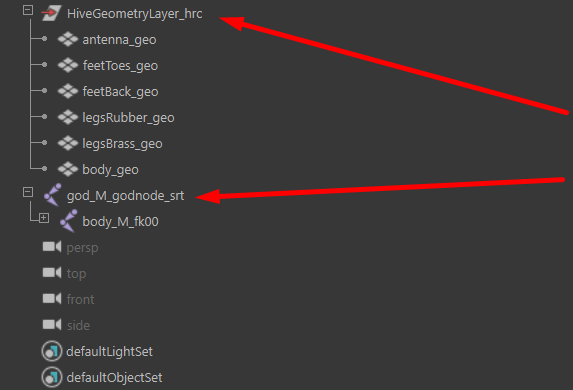 HiveGeometryLayer_hrc
antenna_geo
feetToes_geo
feetBack_geo
legsRubber_geo
legsBrass_geo
body_geo
god_M_godnode_srt
body_M_fk00
persp
top
front
side
defaultLightSet
defaultObjectSet